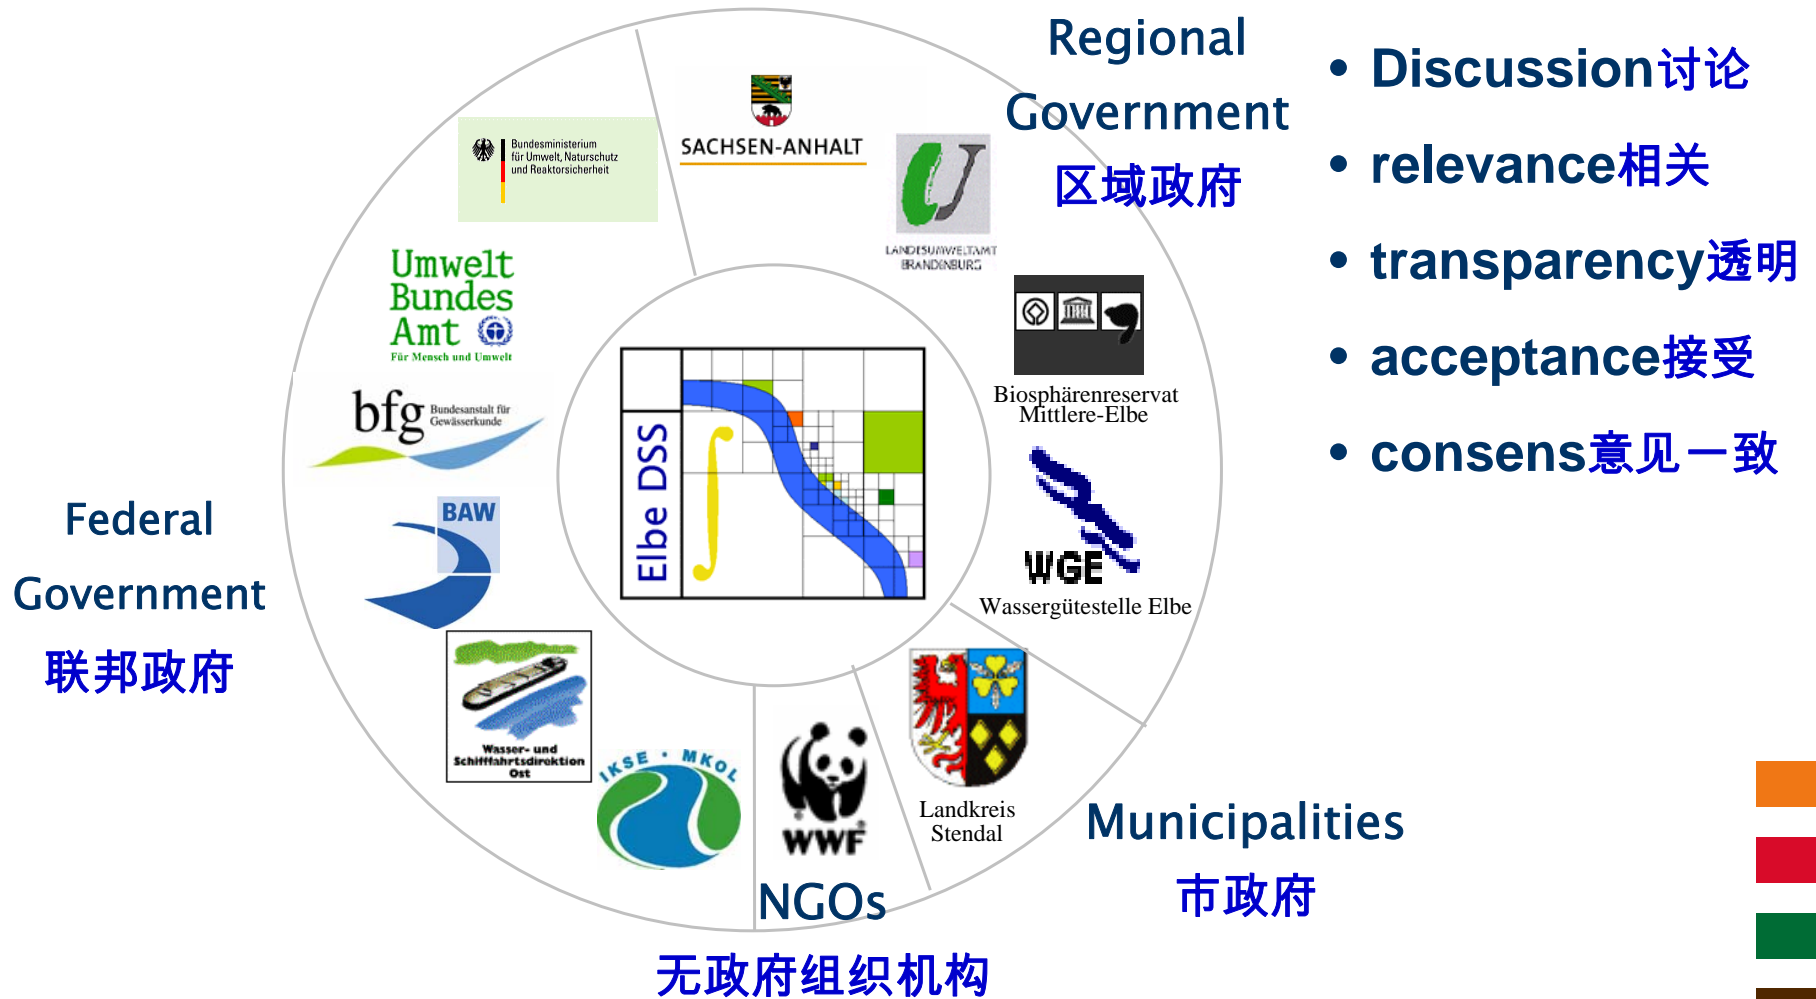 Regional
Government
区域政府
• Discussion讨论
• relevance相关
• transparency透明
• acceptance接受
• consens意见一致
Bundesministerium
für Umwelt, Naturschutz
und Reaktorsicherheit
SACHSEN-ANHALT
LANDESUMWELTAMT
BRANDENBURG
Umwelt
Bundes
Amt
Für Mensch und Umwelt
bfg Bundesanstalt für
Gewässerkunde
Biosphärenreservat
Mittlere-Elbe
Elbe DSS
BAW
WGE
Wassergütestelle Elbe
Federal
Government
联邦政府
Wasser- und
Schifffahrtsdirektion
Ost
IKSE • MKOL
WWF
Landkreis
Stendal
Municipalities
市政府
NGOs
无政府组织机构